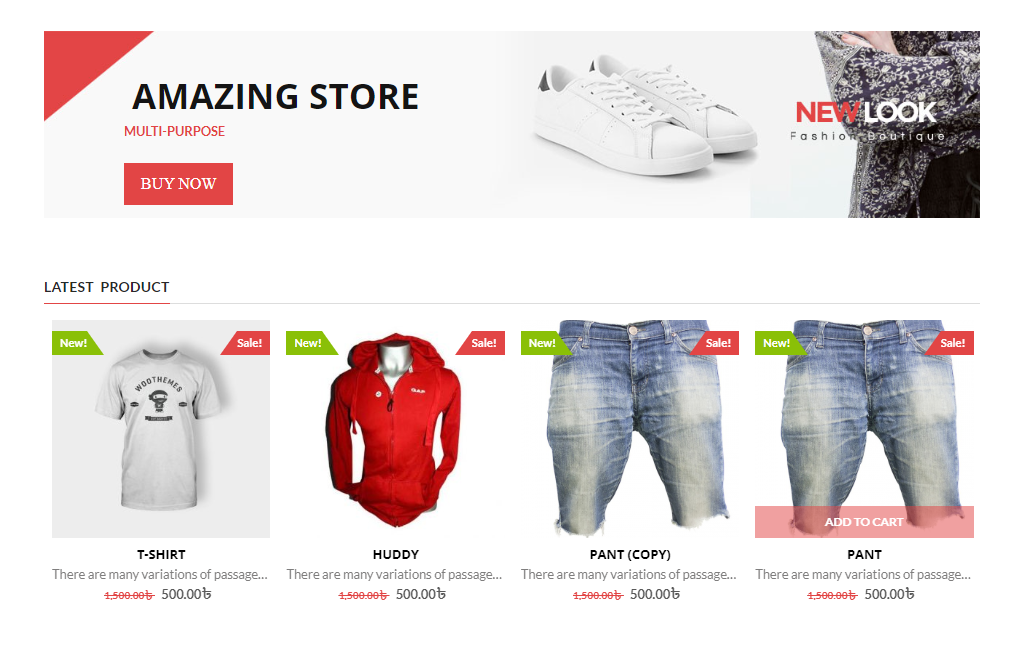 AMAZING STORE
MULTI-PURPOSE
BUY NOW
NEW LOOK
Fashion Boutique
LATEST PRODUCT
New! Sale! New! Sale! New! Sale! New! Sale!
WOOTHEMES
GAP
ADD TO CART
T-SHIRT HUDDY PANT (COPY) PANT
There are many variations of passage... There are many variations of passage... There are many variations of passage... There are many variations of passage...
1,500.00৳ 500.00৳ 1,500.00৳ 500.00৳ 1,500.00৳ 500.00৳ 1,500.00৳ 500.00৳